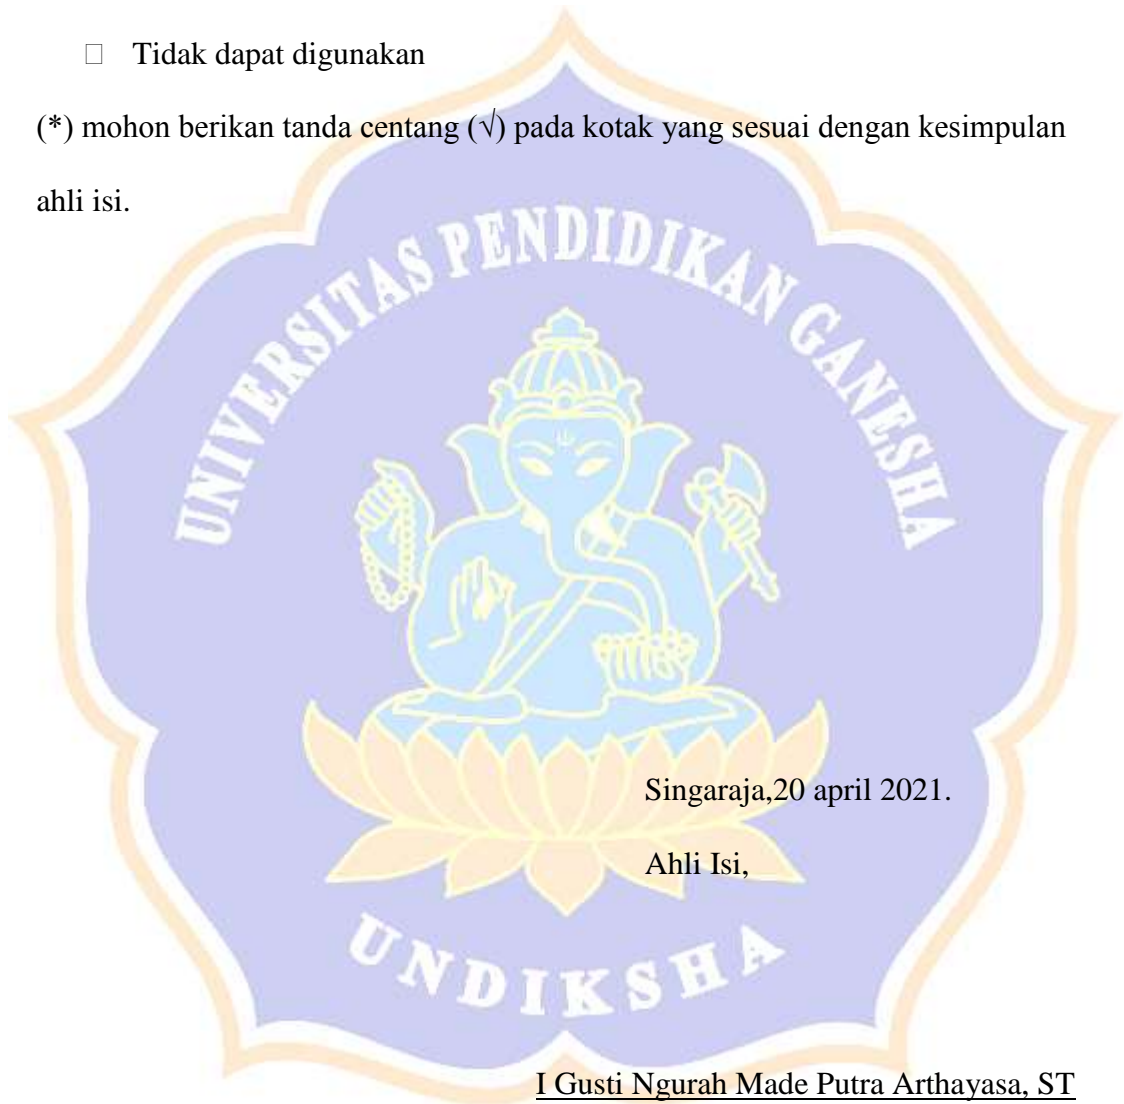 □ Tidak dapat digunakan
(*) mohon berikan tanda centang (√) pada kotak yang sesuai dengan kesimpulan
ahli isi.
UNIVERSITAS PENDIDIKAN GANESHA
Singaraja,20 april 2021.
Ahli Isi,
UNDIKSHA
I Gusti Ngurah Made Putra Arthayasa, ST